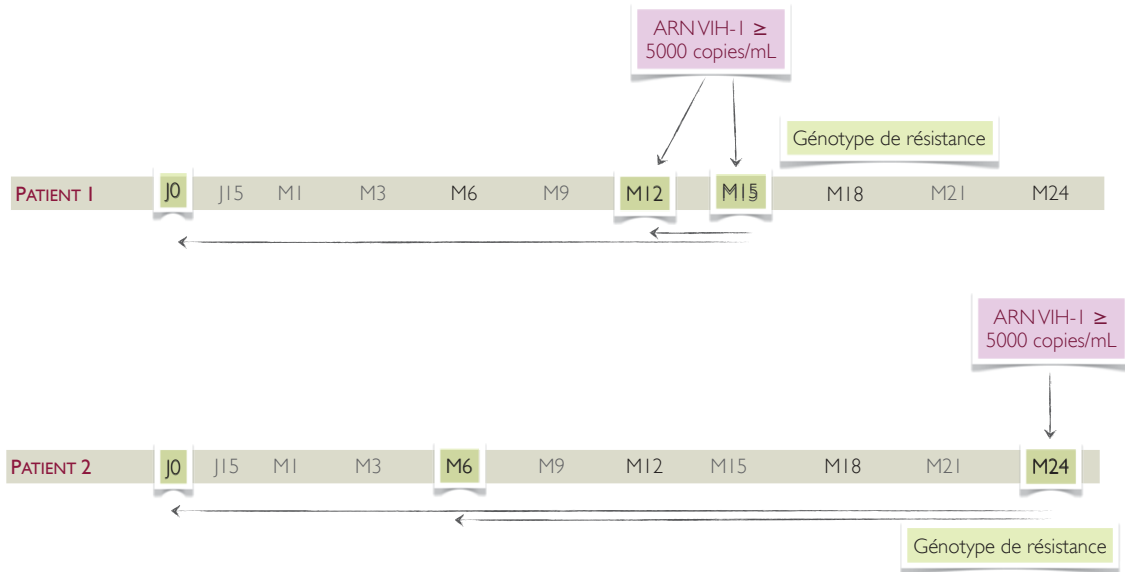 ARN VIH-1 ≥
5000 copies/mL
Génotype de résistance
PATIENT 1 J0 J15 M1 M3 M6 M9 M12 M15 M18 M21 M24
ARN VIH-1 ≥
5000 copies/mL
PATIENT 2 J0 J15 M1 M3 M6 M9 M12 M15 M18 M21 M24
Génotype de résistance